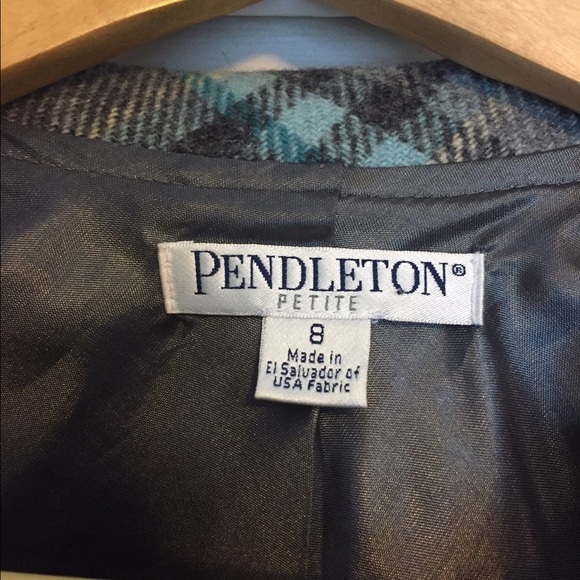 PENDLETON®
PETITE
8
Made in
El Salvador of
USA Fabric